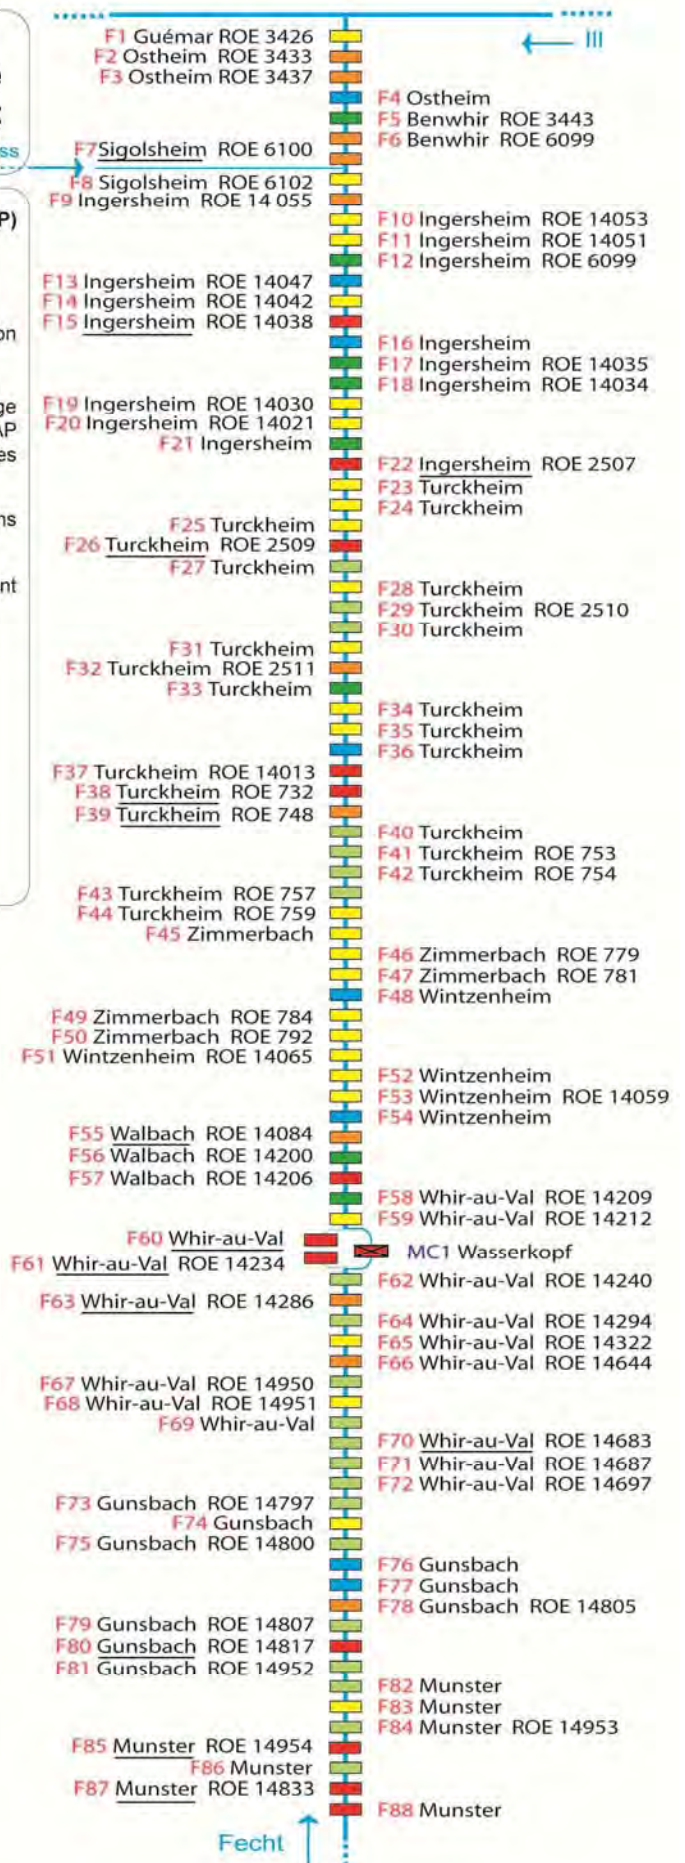 III
F1 Guémar ROE 3426
F2 Ostheim ROE 3433
F3 Ostheim ROE 3437
F4 Ostheim
F5 Benwhir ROE 3443
F6 Benwhir ROE 6099
ss
F7 Sigolsheim ROE 6100
F8 Sigolsheim ROE 6102
F9 Ingersheim ROE 14 055
P)
F10 Ingersheim ROE 14053
F11 Ingersheim ROE 14051
F12 Ingersheim ROE 6099
F13 Ingersheim ROE 14047
F14 Ingersheim ROE 14042
F15 Ingersheim ROE 14038
on
F16 Ingersheim
F17 Ingersheim ROE 14035
F18 Ingersheim ROE 14034
ge
F19 Ingersheim ROE 14030
F20 Ingersheim ROE 14021
AP
F21 Ingersheim
es
F22 Ingersheim ROE 2507
F23 Turckheim
F24 Turckheim
ns
F25 Turckheim
F26 Turckheim ROE 2509
F27 Turckheim
nt
F28 Turckheim
F29 Turckheim ROE 2510
F30 Turckheim
F31 Turckheim
F32 Turckheim ROE 2511
F33 Turckheim
F34 Turckheim
F35 Turckheim
F36 Turckheim
F37 Turckheim ROE 14013
F38 Turckheim ROE 732
F39 Turckheim ROE 748
F40 Turckheim
F41 Turckheim ROE 753
F42 Turckheim ROE 754
F43 Turckheim ROE 757
F44 Turckheim ROE 759
F45 Zimmerbach
F46 Zimmerbach ROE 779
F47 Zimmerbach ROE 781
F48 Wintzenheim
F49 Zimmerbach ROE 784
F50 Zimmerbach ROE 792
F51 Wintzenheim ROE 14065
F52 Wintzenheim
F53 Wintzenheim ROE 14059
F54 Wintzenheim
F55 Walbach ROE 14084
F56 Walbach ROE 14200
F57 Walbach ROE 14206
F58 Whir-au-Val ROE 14209
F59 Whir-au-Val ROE 14212
F60 Whir-au-Val
MC1 Wasserkopf
F61 Whir-au-Val ROE 14234
F62 Whir-au-Val ROE 14240
F63 Whir-au-Val ROE 14286
F64 Whir-au-Val ROE 14294
F65 Whir-au-Val ROE 14322
F66 Whir-au-Val ROE 14644
F67 Whir-au-Val ROE 14950
F68 Whir-au-Val ROE 14951
F69 Whir-au-Val
F70 Whir-au-Val ROE 14683
F71 Whir-au-Val ROE 14687
F72 Whir-au-Val ROE 14697
F73 Gunsbach ROE 14797
F74 Gunsbach
F75 Gunsbach ROE 14800
F76 Gunsbach
F77 Gunsbach
F78 Gunsbach ROE 14805
F79 Gunsbach ROE 14807
F80 Gunsbach ROE 14817
F81 Gunsbach ROE 14952
F82 Munster
F83 Munster
F84 Munster ROE 14953
F85 Munster ROE 14954
F86 Munster
F87 Munster ROE 14833
F88 Munster
Fecht